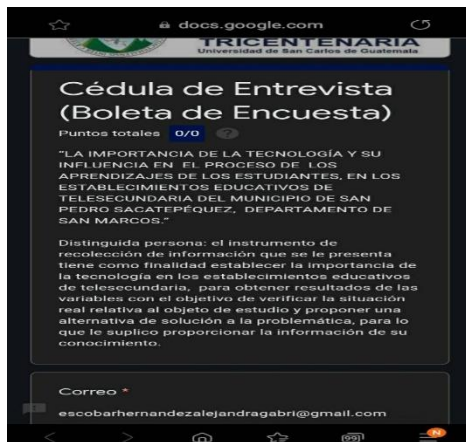 docs.google.com
TRICENTENARIA
Universidad de San Carlos de Guatemala
Cédula de Entrevista
(Boleta de Encuesta)
Puntos totales 0/0 ?
"LA IMPORTANCIA DE LA TECNOLOGÍA Y SU
INFLUENCIA EN EL PROCESO DE LOS
APRENDIZAJES DE LOS ESTUDIANTES, EN LOS
ESTABLECIMIENTOS EDUCATIVOS DE
TELESECUNDARIA DEL MUNICIPIO DE SAN
PEDRO SACATEPÉQUEZ, DEPARTAMENTO DE
SAN MARCOS."
Distinguida persona: el instrumento de
recolección de información que se le presenta
tiene como finalidad establecer la importancia de
la tecnología en los establecimientos educativos
de telesecundaria, para obtener resultados de las
variables con el objetivo de verificar la situación
real relativa al objeto de estudio y proponer una
alternativa de solución a la problemática, para lo
que le suplico proporcionar la información de su
conocimiento.
Correo *
escobarhernandezalejandragabri@gmail.com
99
N